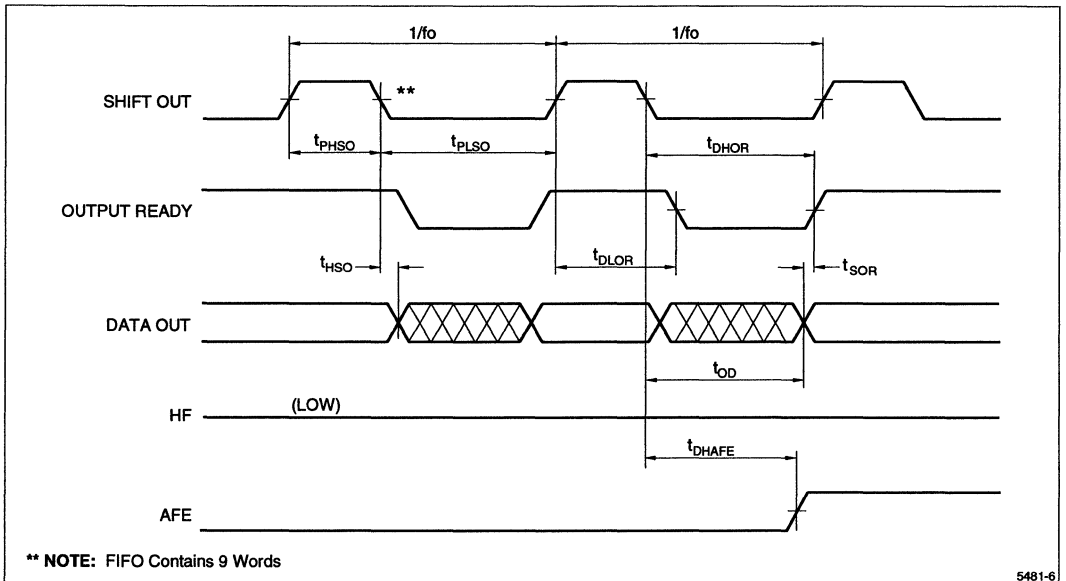 1/fo 1/fo
SHIFT OUT **
tPHSO tPLSO tDHOR
OUTPUT READY
tHSO tDLOR tSOR
DATA OUT
tOD
HF (LOW)
tDHAFE
AFE
** NOTE: FIFO Contains 9 Words
5481-6